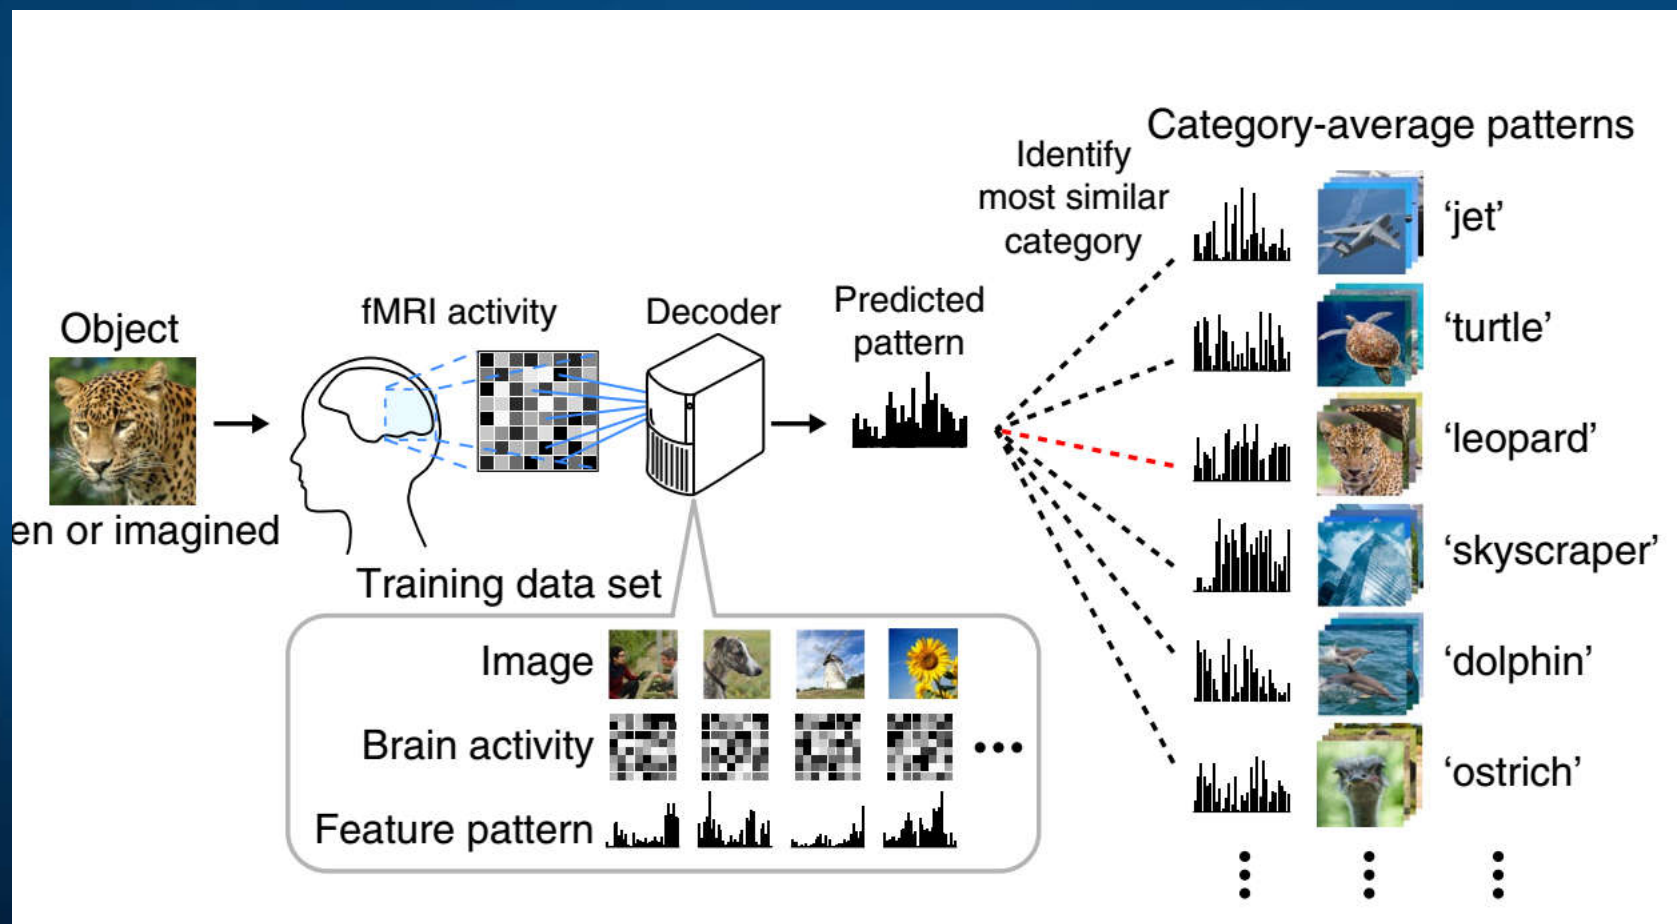 Category-average patterns
Identify
most similar
category
‘jet’
‘turtle’
‘leopard’
‘skyscraper’
‘dolphin’
‘ostrich’
Object
en or imagined
fMRI activity
Decoder
Predicted
pattern
Training data set
Image
Brain activity
Feature pattern